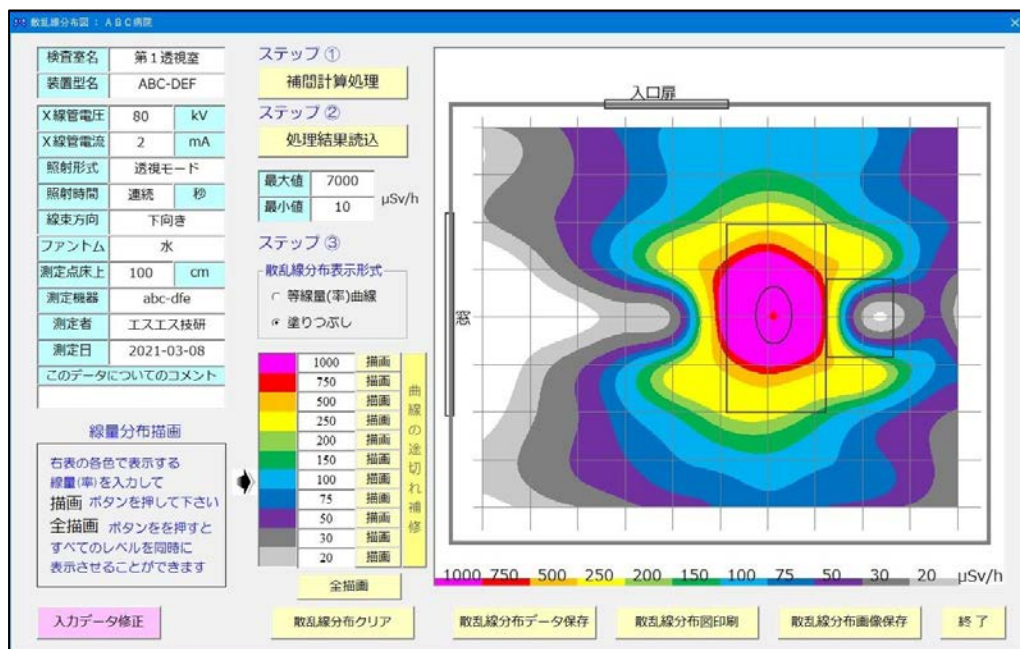 散乱線分布図： ＡＢＣ病院
検査室名 第１透視室
装置型名 ABC-DEF
X線管電圧 80 kV
X線管電流 2 mA
照射形式 透視モード
照射時間 連続 秒
線束方向 下向き
ファントム 水
測定点床上 100 cm
測定機器 abc-dfe
測定者 エスエス技研
測定日 2021-03-08
このデータについてのコメント
線量分布描画
右表の各色で表示する
線量(率)を入力して
描画 ボタンを押して下さい
全描画 ボタンをを押すと
すべてのレベルを同時に
表示させることができます
入力データ修正
ステップ ①
補間計算処理
ステップ ②
処理結果読込
最大値 7000
最小値 10
μSv/h
ステップ ③
散乱線分布表示形式
等線量(率)曲線
塗りつぶし
1000 描画
750 描画
500 描画
250 描画
200 描画
150 描画
100 描画
75 描画
50 描画
30 描画
20 描画
曲線の途切れ補修
全描画
散乱線分布クリア
入口扉
窓
1000 750 500 250 200 150 100 75 50 30 20 μSv/h
散乱線分布データ保存
散乱線分布図印刷
散乱線分布画像保存
終了